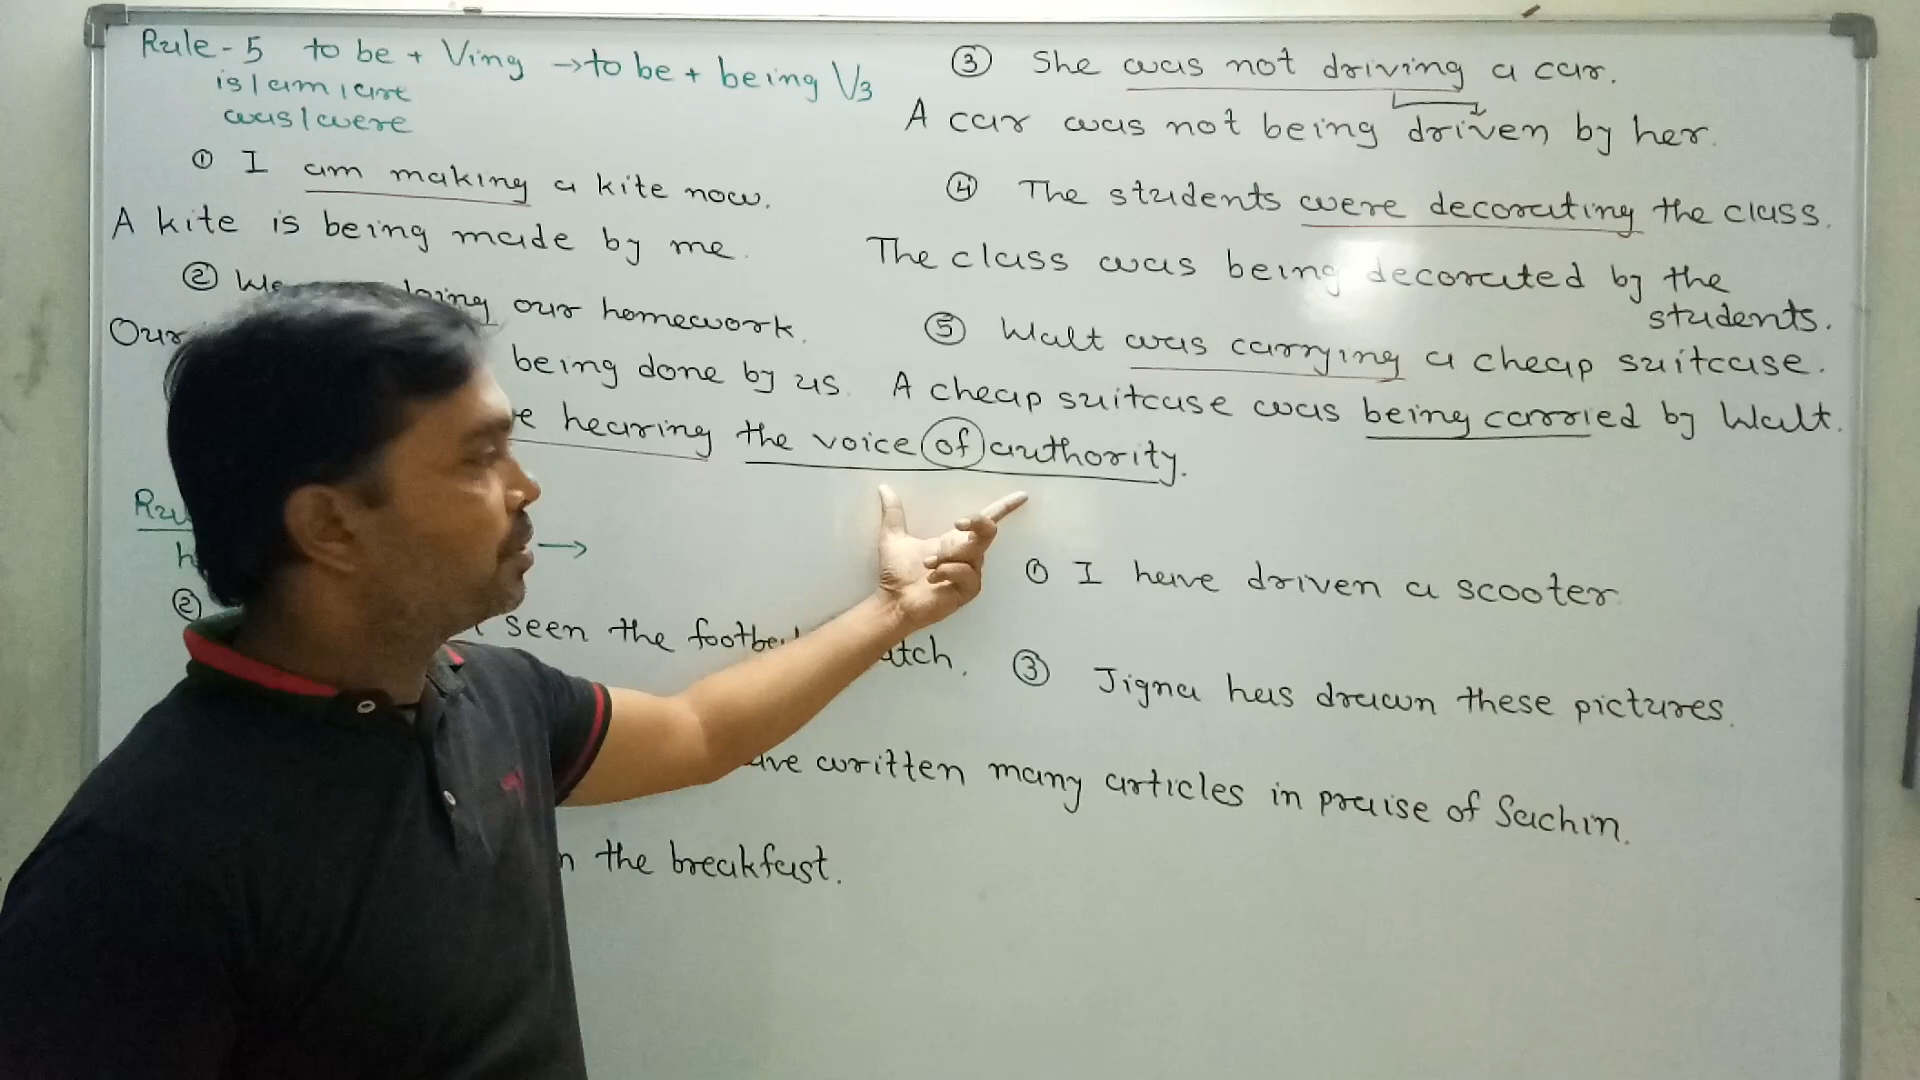 Rule-5 to be + Ving → to be + being V3
is/am/are
was/were
① I am making a kite now.
A kite is being made by me.
② We doing our homework.
Our being done by us.
hearing the voice of authority.
③ She was not driving a car.
A car was not being driven by her.
④ The students were decorating the class.
The class was being decorated by the
students.
⑤ Walt was carrying a cheap suitcase.
A cheap suitcase was being carried by Walt.
→
① I have driven a scooter
② seen the football
③ Jigna has drawn these pictures.
written many articles in praise of Sachin.
the breakfast.